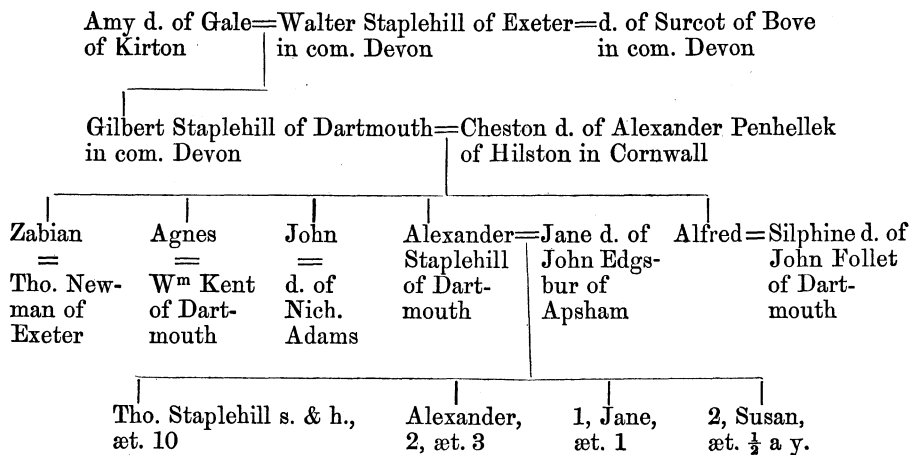 Amy d. of Gale=Walter Staplehill of Exeter=d. of Surcot of Bove
of Kirton in com. Devon in com. Devon
Gilbert Staplehill of Dartmouth=Cheston d. of Alexander Penhellek
in com. Devon of Hilston in Cornwall
Zabian Agnes John Alexander=Jane d. of Alfred=Silphine d. of
= = = Staplehill John Edgs- John Follet
Tho. New- Wm Kent d. of of Dart- bur of of Dart-
man of of Dart- Nich. mouth Apsham mouth
Exeter mouth Adams
Tho. Staplehill s. & h., Alexander, 1, Jane, 2, Susan,
æt. 10 2, æt. 3 æt. 1 æt. ½ a y.